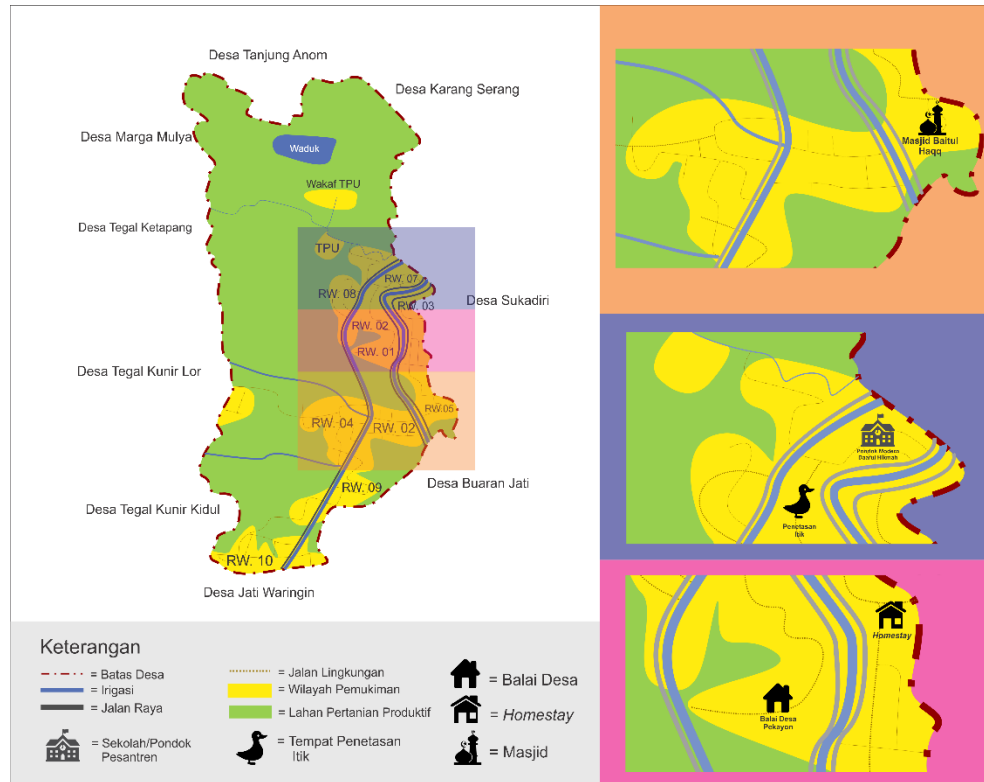 Desa Tanjung Anom
Desa Karang Serang
Desa Marga Mulya
Waduk
Wakaf TPU
Desa Tegal Ketapang
TPU
RW. 07
RW. 08
RW. 03
Desa Sukadiri
RW. 02
RW. 01
Desa Tegal Kunir Lor
RW.05
RW. 04
RW. 02
Desa Buaran Jati
RW. 09
Desa Tegal Kunir Kidul
RW. 10
Desa Jati Waringin
Masjid Baitul
Haqq
Pondok Modern
Daarul Hikmah
Penetasan
Itik
Homestay
Balai Desa
Pekayon
Keterangan
= Batas Desa
= Irigasi
= Jalan Raya
= Sekolah/Pondok
Pesantren
= Jalan Lingkungan
= Wilayah Pemukiman
= Lahan Pertanian Produktif
= Tempat Penetasan
Itik
= Balai Desa
= Homestay
= Masjid